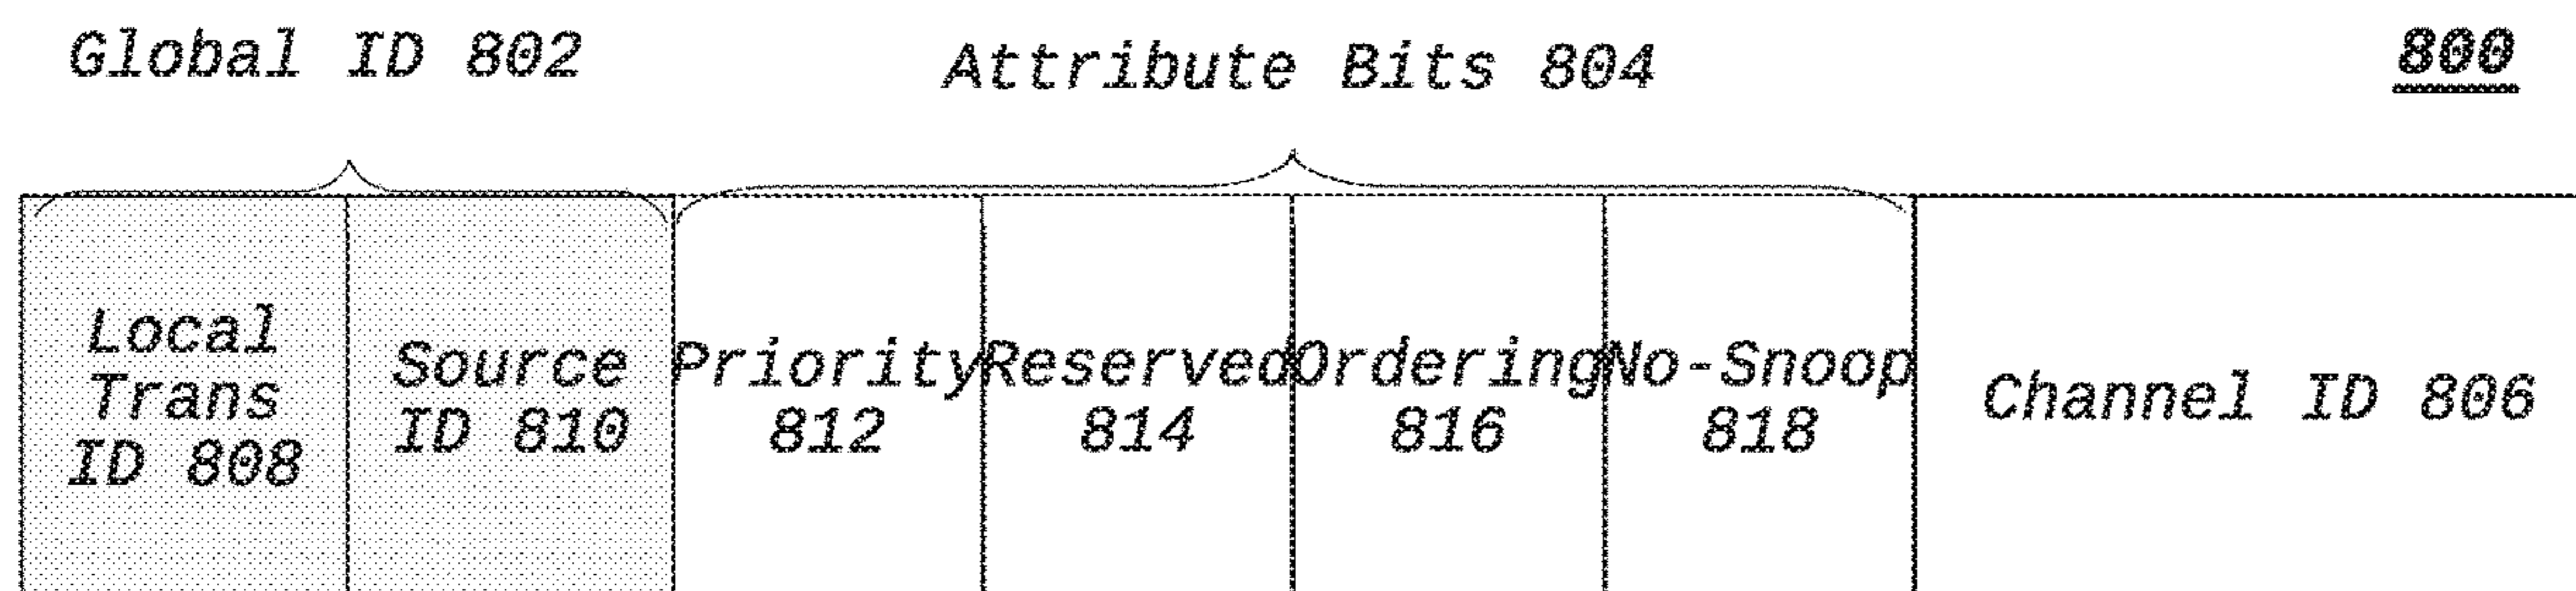 Global ID 802
Attribute Bits 804
800
Local
Trans
ID 808
Source
ID 810
Priority
812
Reserved
814
Ordering
816
No-Snoop
818
Channel ID 806